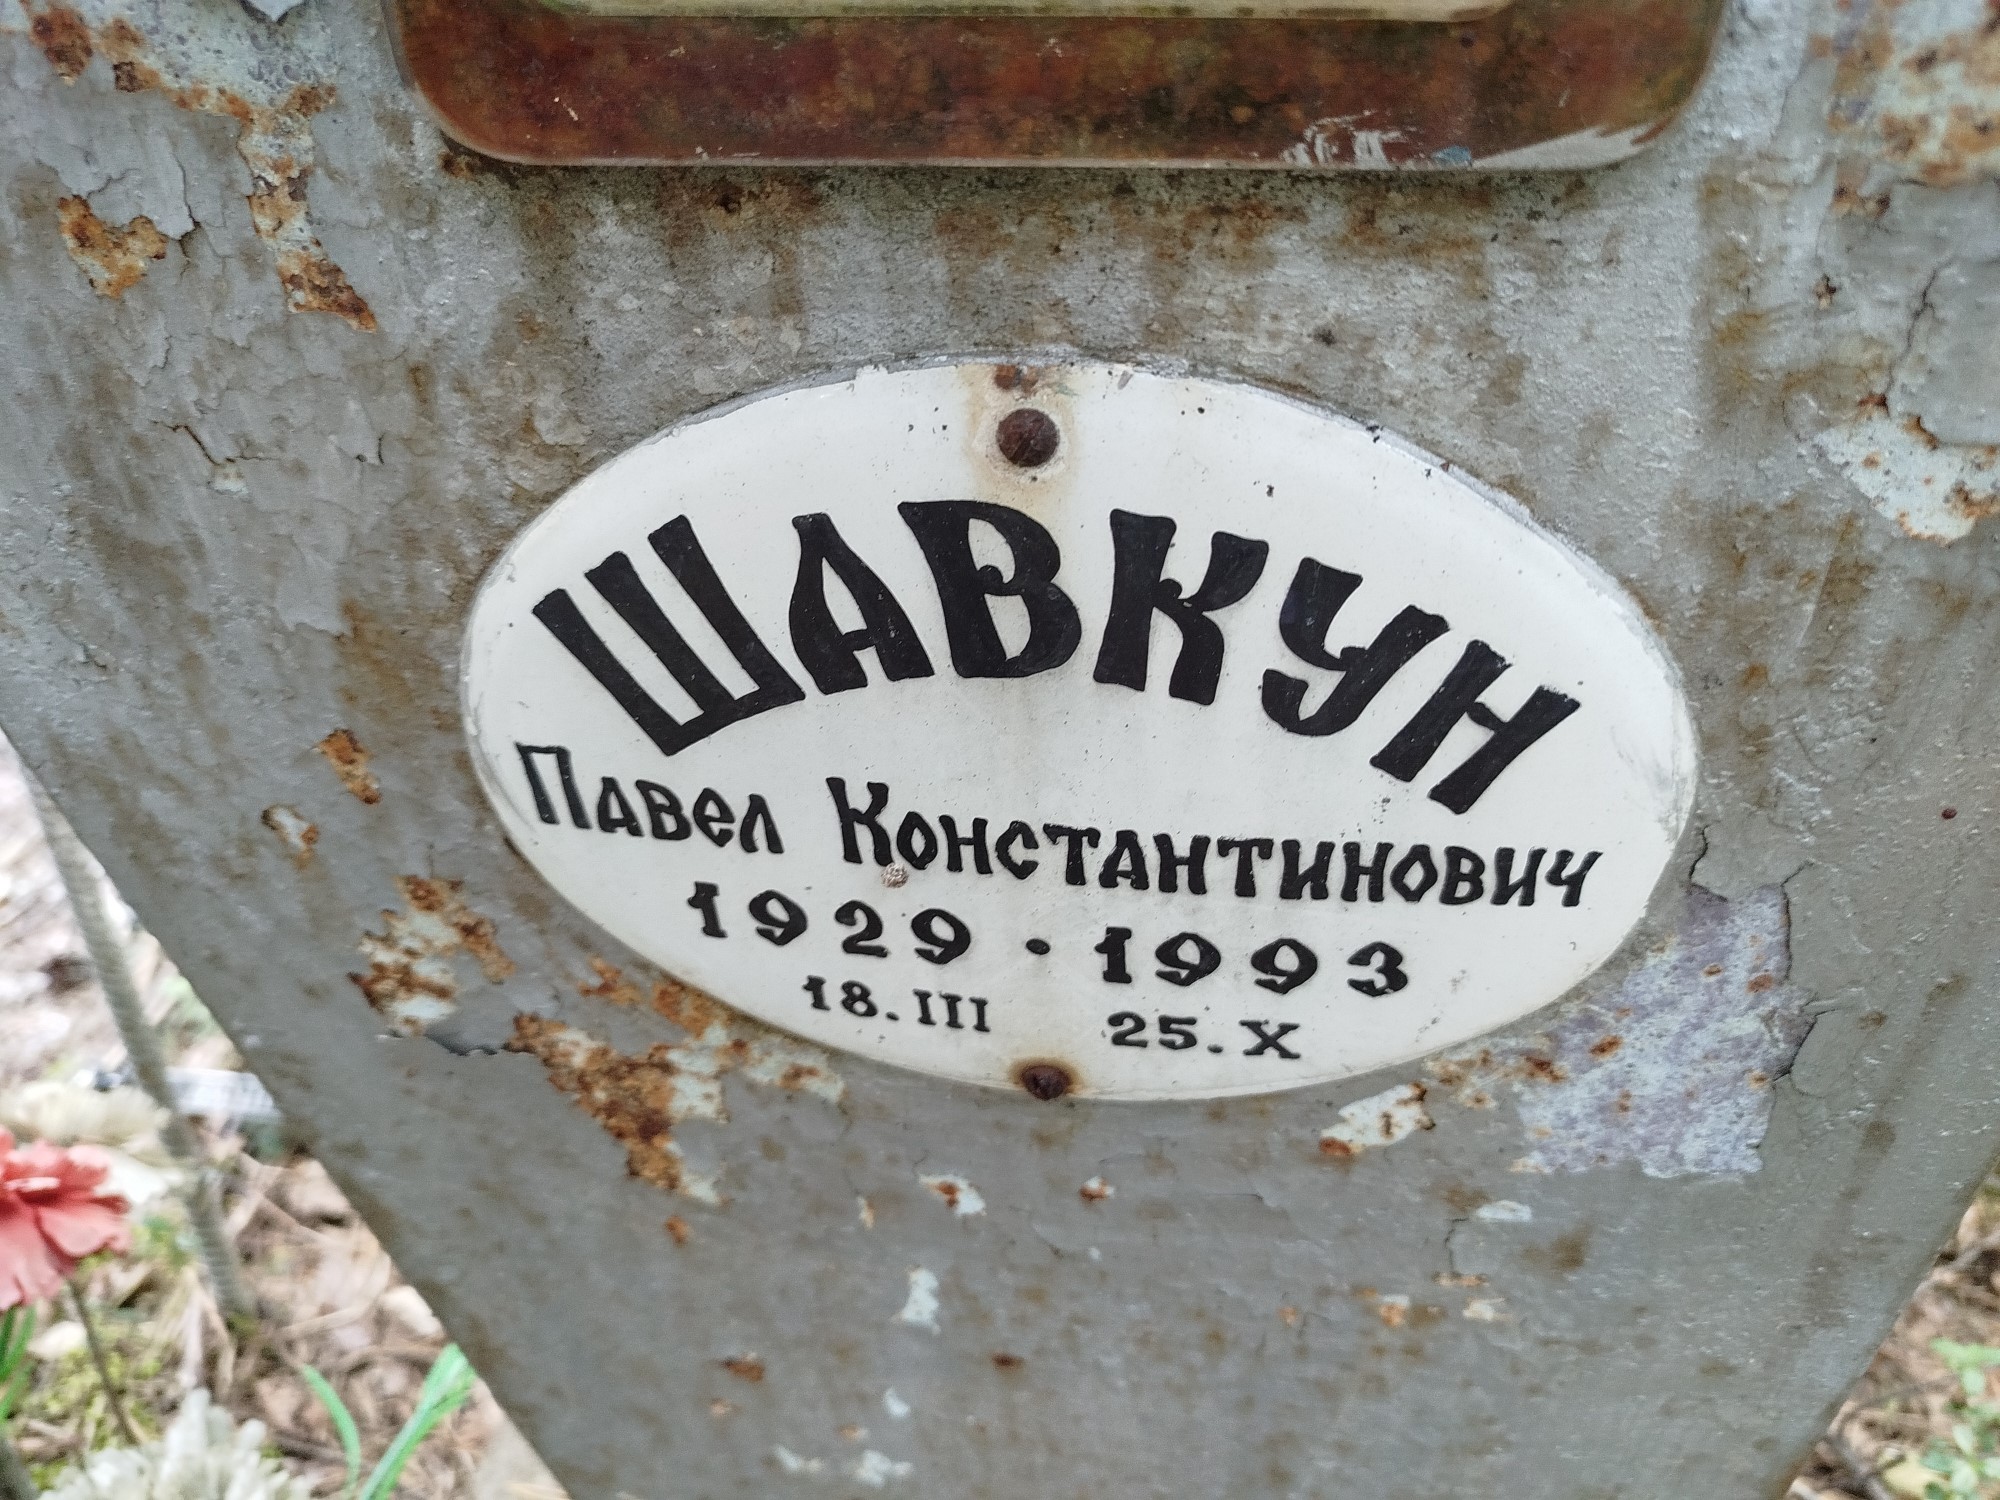 ШАВКУН
Павел Константинович
1929 • 1993
18.III 25.X